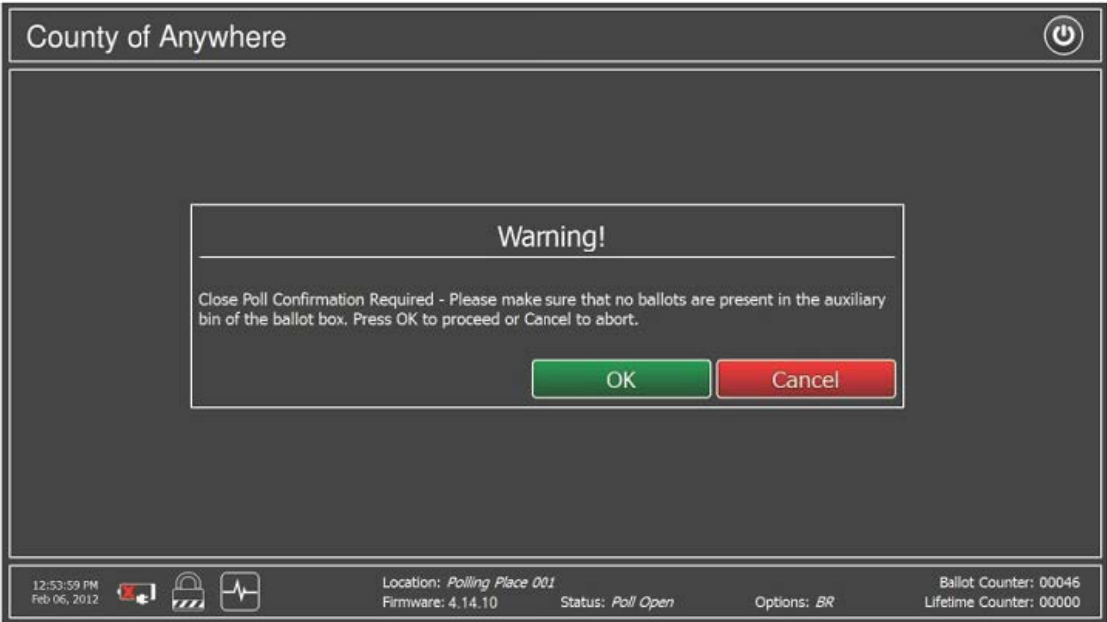 County of Anywhere
Warning!
Close Poll Confirmation Required - Please make sure that no ballots are present in the auxiliary
bin of the ballot box. Press OK to proceed or Cancel to abort.
OK Cancel
12:53:59 PM
Feb 06, 2012
Location: Polling Place 001
Firmware: 4.14.10 Status: Poll Open Options: BR
Ballot Counter: 00046
Lifetime Counter: 00000